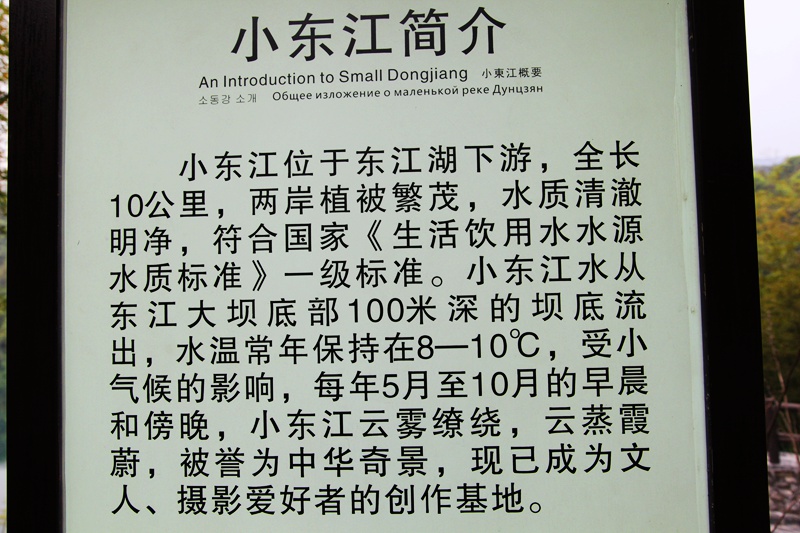 小东江简介
An Introduction to Small Dongjiang 小東江概要
소동강 소개 Общее изложение о маленькой реке Дунцзян
小东江位于东江湖下游，全长
10公里，两岸植被繁茂，水质清澈
明净，符合国家《生活饮用水水源
水质标准》一级标准。小东江水从
东江大坝底部100米深的坝底流
出，水温常年保持在8—10℃，受小
气候的影响，每年5月至10月的早晨
和傍晚，小东江云雾缭绕，云蒸霞
蔚，被誉为中华奇景，现已成为文
人、摄影爱好者的创作基地。